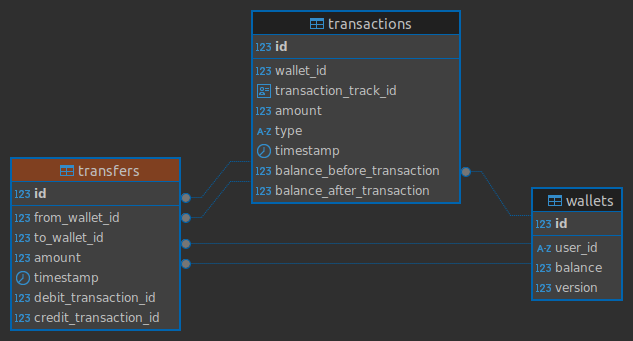 transactions
123 id
123 wallet_id
transaction_track_id
123 amount
A-Z type
timestamp
123 balance_before_transaction
123 balance_after_transaction
transfers
123 id
123 from_wallet_id
123 to_wallet_id
123 amount
timestamp
123 debit_transaction_id
123 credit_transaction_id
wallets
123 id
A-Z user_id
123 balance
123 version